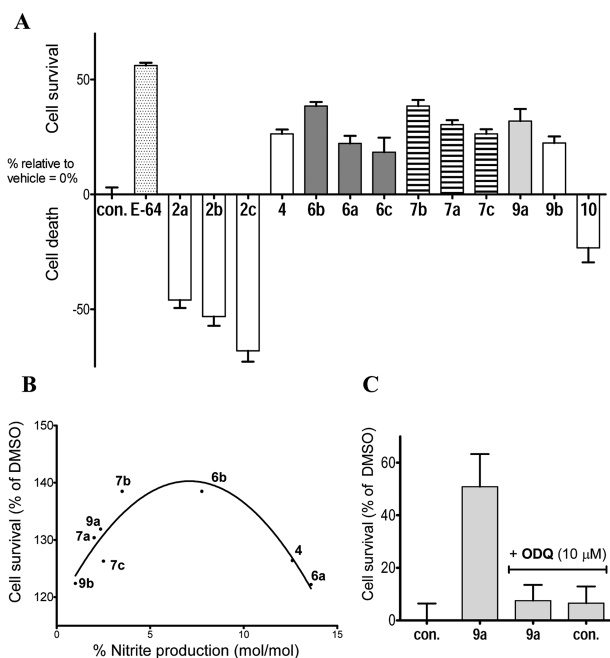 A
Cell survival
50
% relative to
vehicle = 0%
0
con. E-64 2a 2b 2c 4 6b 6a 6c 7b 7a 7c 9a 9b 10
Cell death
-50
B
Cell survival (% of DMSO)
150
140
130
120
7b
6b
9a
7a
7c
4
9b
6a
0 5 10 15
% Nitrite production (mol/mol)
C
Cell survival (% of DMSO)
60
40
20
0
+ ODQ (10 μM)
con. 9a 9a con.